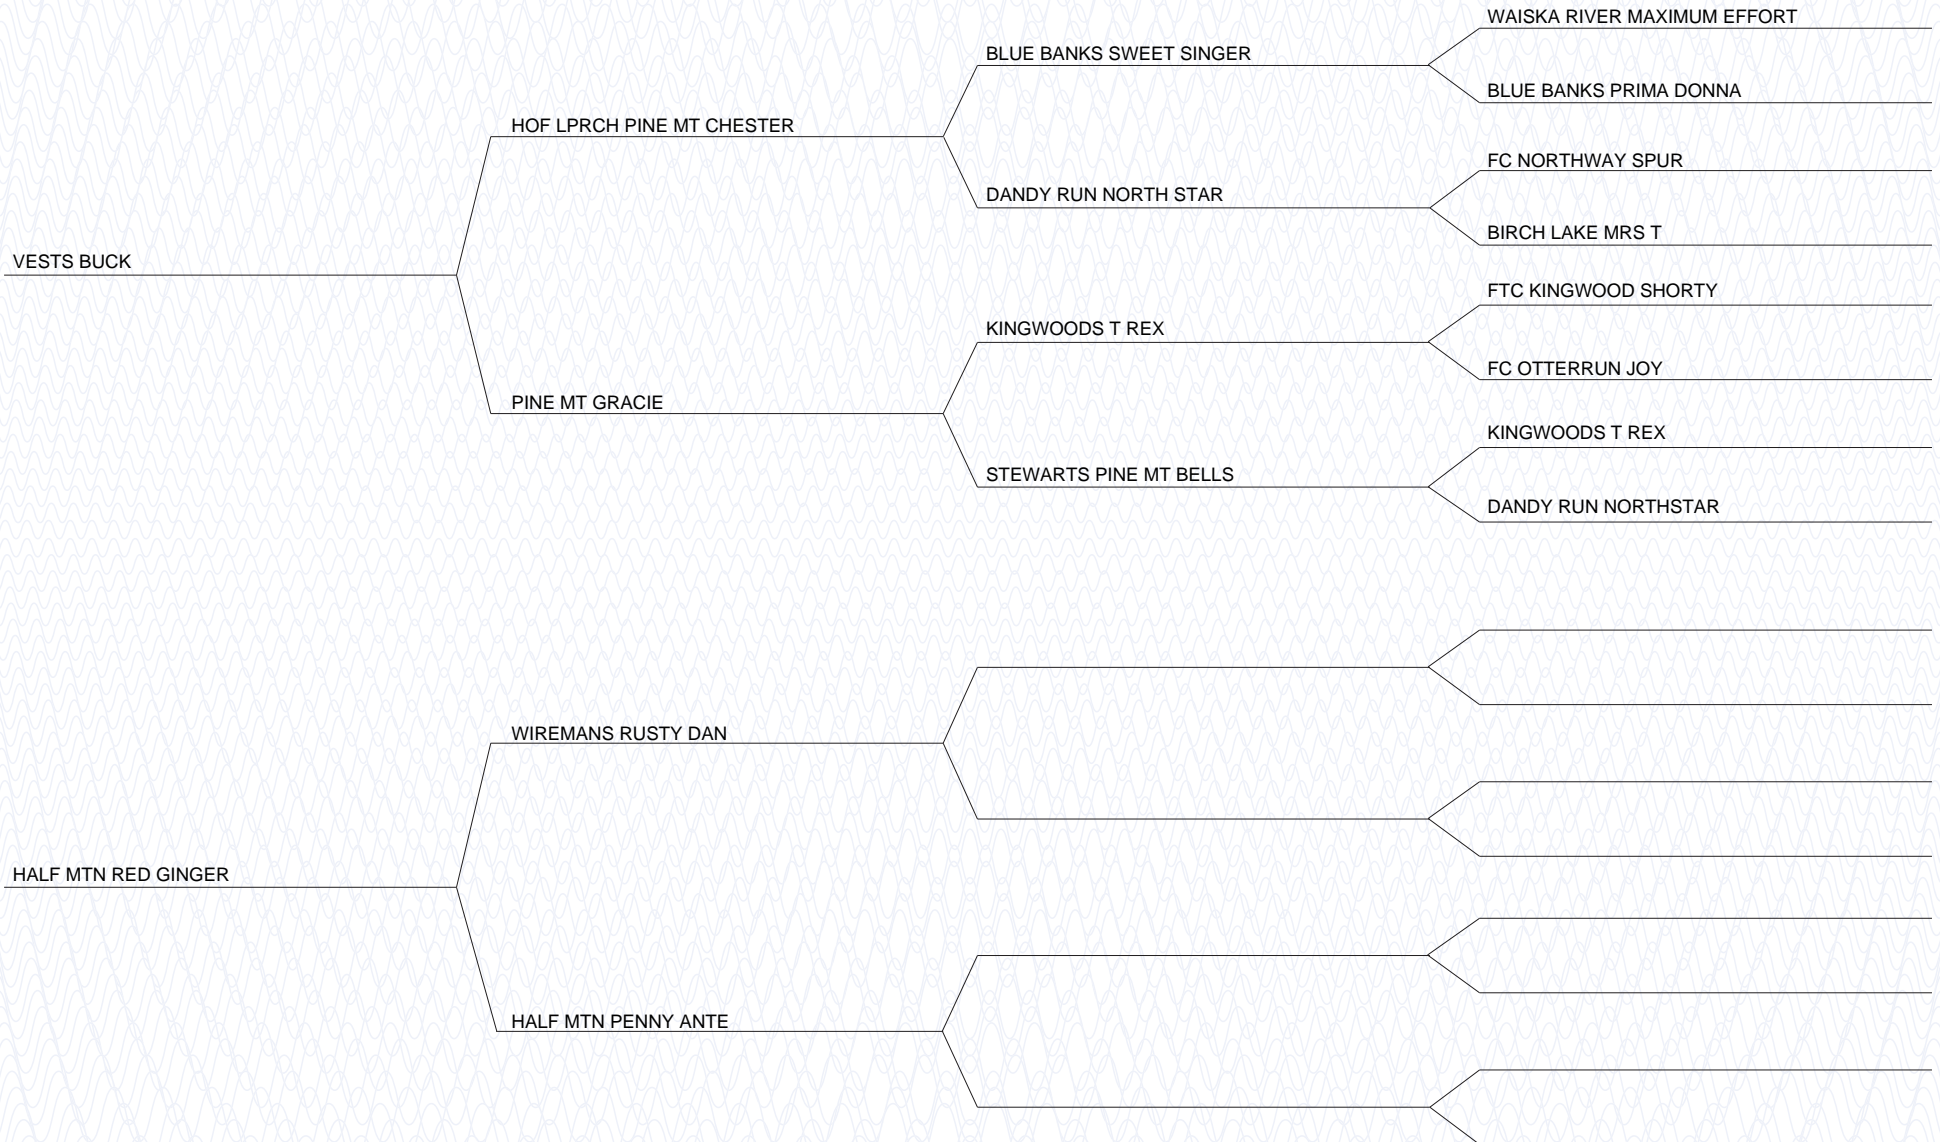 WAISKA RIVER MAXIMUM EFFORT
BLUE BANKS SWEET SINGER
BLUE BANKS PRIMA DONNA
HOF LPRCH PINE MT CHESTER
FC NORTHWAY SPUR
DANDY RUN NORTH STAR
BIRCH LAKE MRS T
VESTS BUCK
FTC KINGWOOD SHORTY
KINGWOODS T REX
FC OTTERRUN JOY
PINE MT GRACIE
KINGWOODS T REX
STEWARTS PINE MT BELLS
DANDY RUN NORTHSTAR
WIREMANS RUSTY DAN
HALF MTN RED GINGER
HALF MTN PENNY ANTE